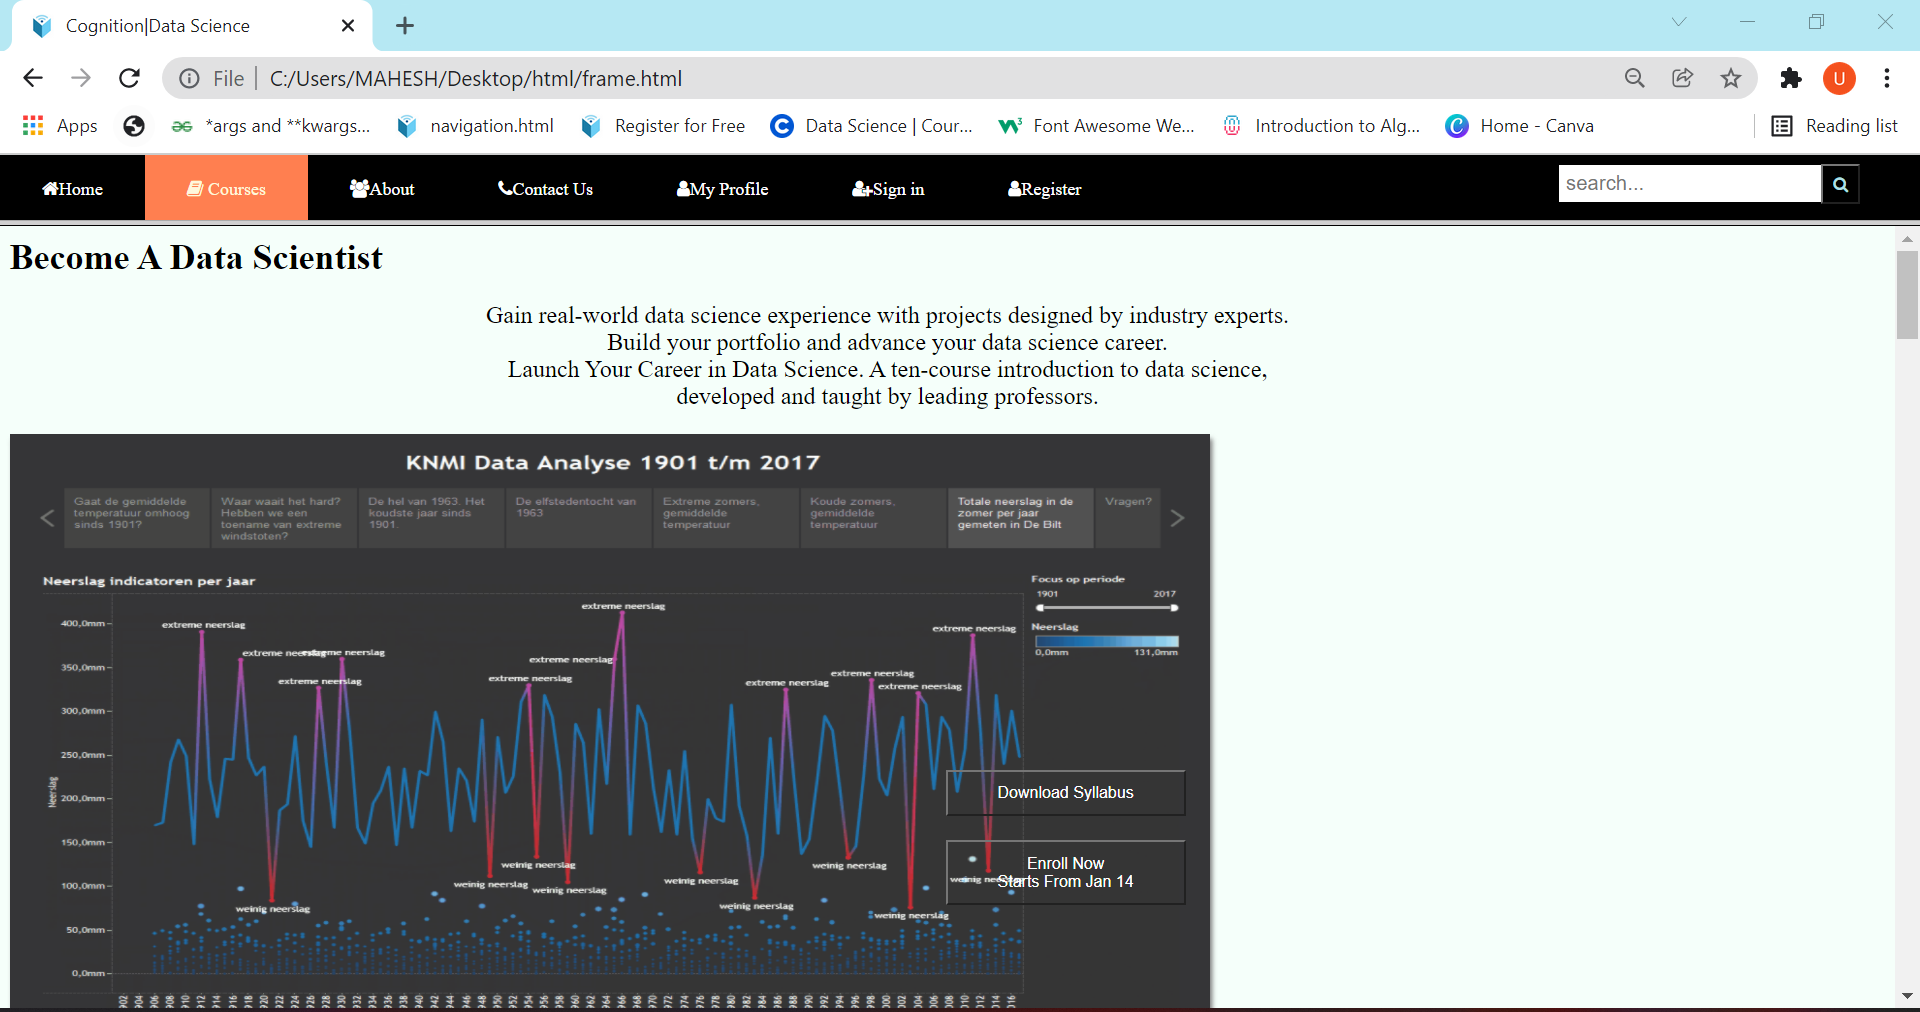 Cognition|Data Science
File
C:/Users/MAHESH/Desktop/html/frame.html
U
Apps
*args and **kwargs...
navigation.html
Register for Free
Data Science | Cour...
Font Awesome We...
Introduction to Alg...
Home - Canva
Reading list
Home
Courses
About
Contact Us
My Profile
Sign in
Register
search...
Become A Data Scientist
Gain real-world data science experience with projects designed by industry experts.
Build your portfolio and advance your data science career.
Launch Your Career in Data Science. A ten-course introduction to data science,
developed and taught by leading professors.
KNMI Data Analyse 1901 t/m 2017
Gaat de gemiddelde
temperatuur omhoog
sinds 1901?
Waar waait het hard?
Hebben we een
toename van extreme
windstoten?
De hel van 1963. Het
koudste jaar sinds
1901.
De elfstedentocht van
1963
Extreme zomers,
gemiddelde
temperatuur
Koude zomers,
gemiddelde
temperatuur
Totale neerslag in de
zomer per jaar
gemeten in De Bilt
Vragen?
Neerslag indicatoren per jaar
Focus op periode
1901 2017
Neerslag
0,0mm 131,0mm
400,0mm
350,0mm
300,0mm
250,0mm
200,0mm
150,0mm
100,0mm
50,0mm
0,0mm
Neerslag
extreme neerslag
extreme neerslag
extreme neerslag
extreme neerslag
extreme neerslag
extreme neerslag
extreme neerslag
extreme neerslag
extreme neerslag
extreme neerslag
extreme neerslag
weinig neerslag
weinig neerslag
weinig neerslag
weinig neerslag
weinig neerslag
weinig neerslag
weinig neerslag
weinig neerslag
Download Syllabus
Enroll Now
Starts From Jan 14